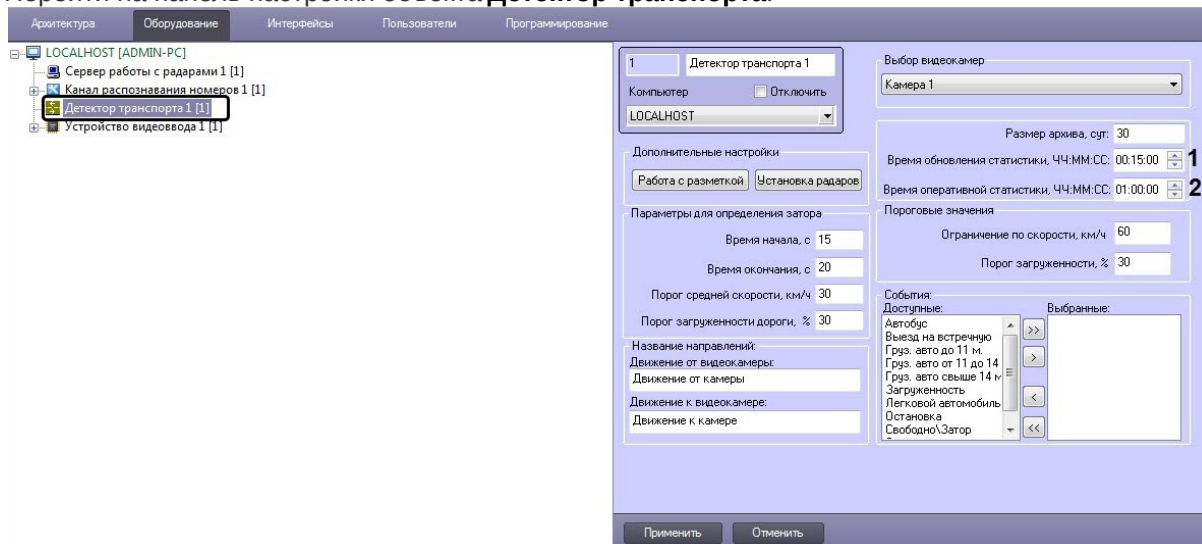 Перейти на панель настройки объекта Детектор транспорта.
Архитектура Оборудование Интерфейсы Пользователи Программирование
LOCALHOST [ADMIN-PC]
Сервер работы с радарами 1 [1]
Канал распознавания номеров 1 [1]
Детектор транспорта 1 [1]
Устройство видеоввода 1 [1]
1 Детектор транспорта 1
Компьютер Отключить
LOCALHOST
Дополнительные настройки
Работа с разметкой Установка радаров
Параметры для определения затора
Время начала, с 15
Время окончания, с 20
Порог средней скорости, км/ч 30
Порог загруженности дороги, % 30
Название направлений:
Движение от видеокамеры:
Движение от камеры
Движение к видеокамере:
Движение к камере
Выбор видеокамер
Камера 1
Размер архива, сут: 30
Время обновления статистики, ЧЧ:ММ:СС: 00:15:00 1
Время оперативной статистики, ЧЧ:ММ:СС: 01:00:00 2
Пороговые значения
Ограничение по скорости, км/ч 60
Порог загруженности, % 30
События:
Доступные: Выбранные:
Автобус
Выезд на встречную
Груз. авто до 11 м.
Груз. авто от 11 до 14
Груз. авто свыше 14 м
Загруженность
Легковой автомобиль
Остановка
Свободно\Затор
>>
>
<
<<
Применить Отменить